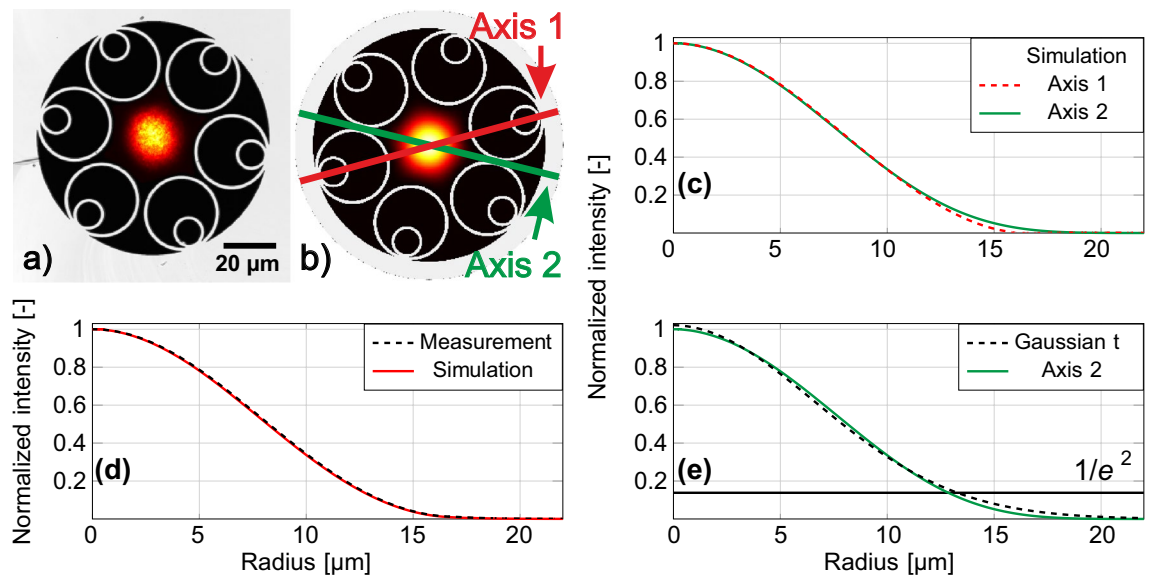 a)
20 µm
b)
Axis 1
Axis 2
Normalized intensity [-]
1
0.8
0.6
0.4
0.2
0
5
10
15
20
(c)
Simulation
Axis 1
Axis 2
Normalized intensity [-]
1
0.8
0.6
0.4
0.2
0
5
10
15
20
Radius [µm]
(d)
Measurement
Simulation
1
0.8
0.6
0.4
0.2
0
5
10
15
20
Radius [µm]
(e)
Gaussian t
Axis 2
1/e²